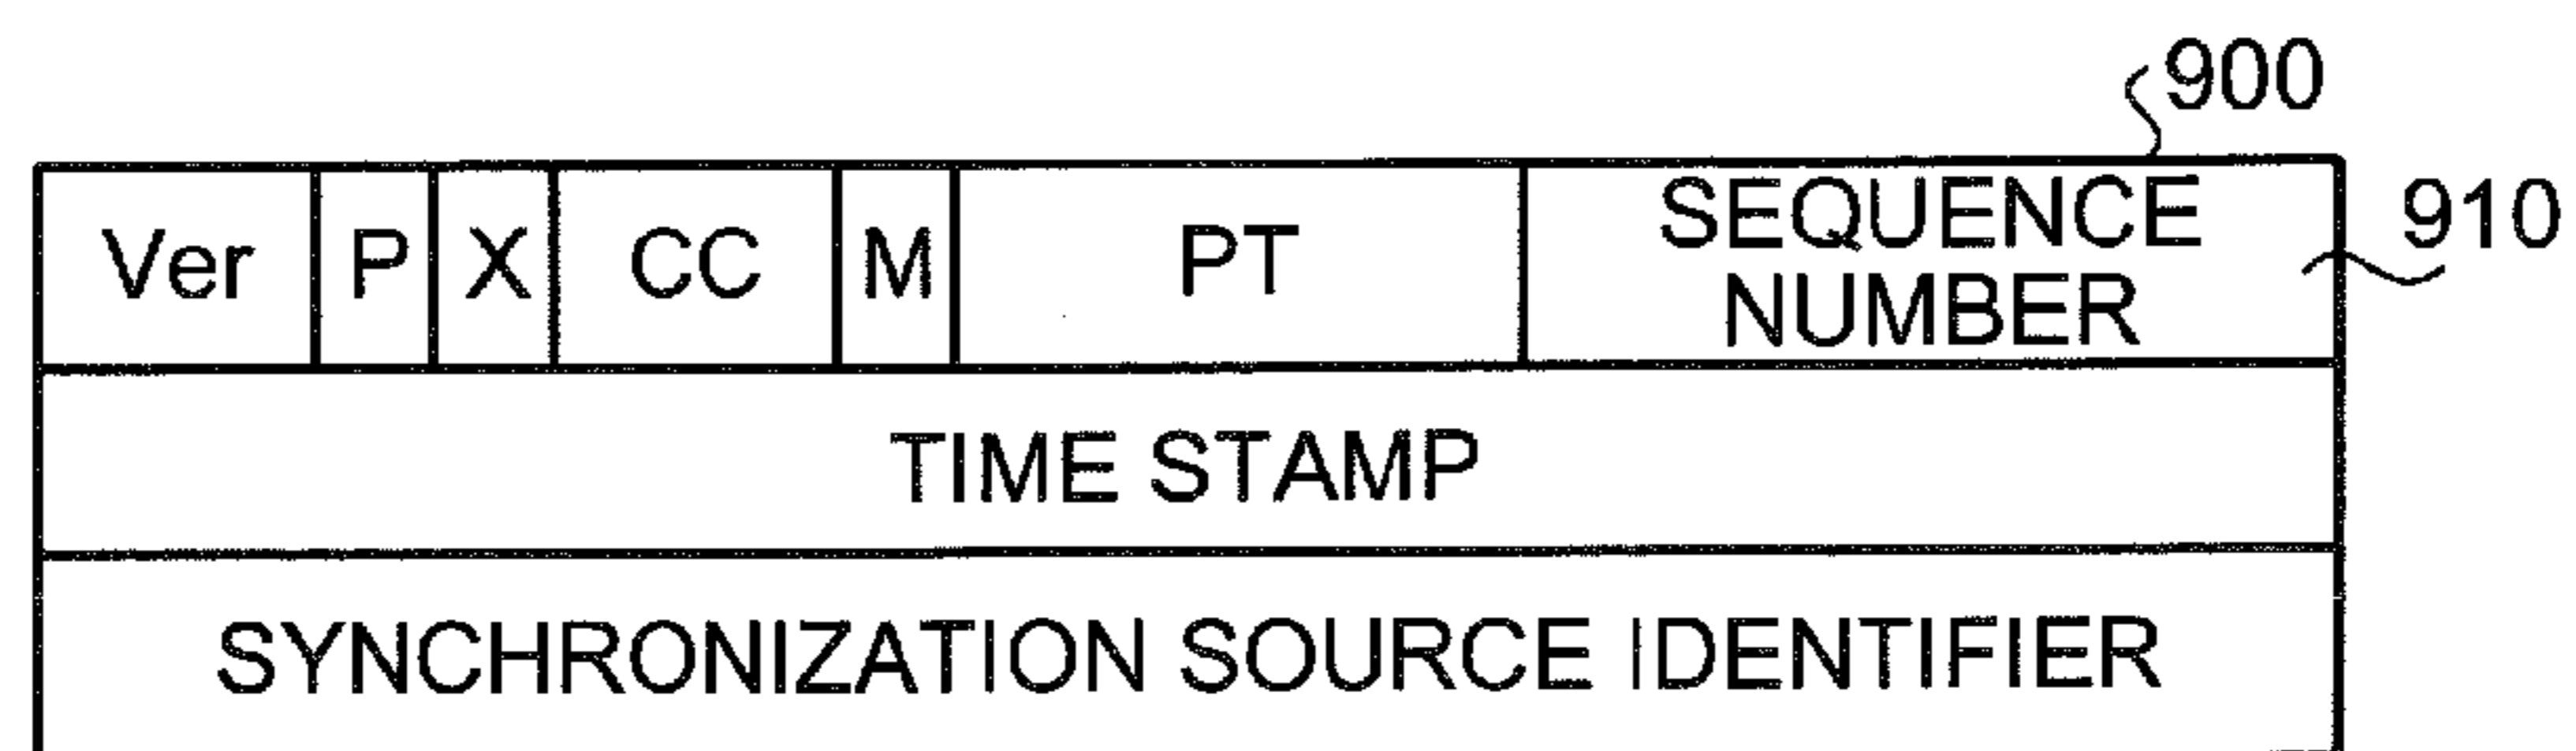 900
Ver P X CC M PT SEQUENCE NUMBER 910
TIME STAMP
SYNCHRONIZATION SOURCE IDENTIFIER